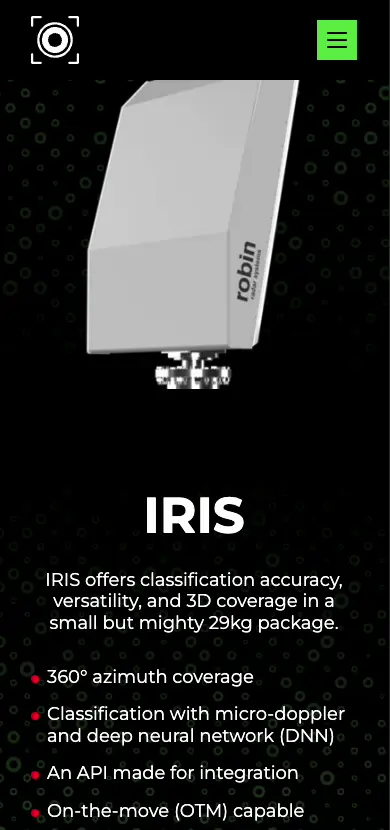 robin
radar systems
IRIS
IRIS offers classification accuracy,
versatility, and 3D coverage in a
small but mighty 29kg package.
360° azimuth coverage
Classification with micro-doppler
and deep neural network (DNN)
An API made for integration
On-the-move (OTM) capable